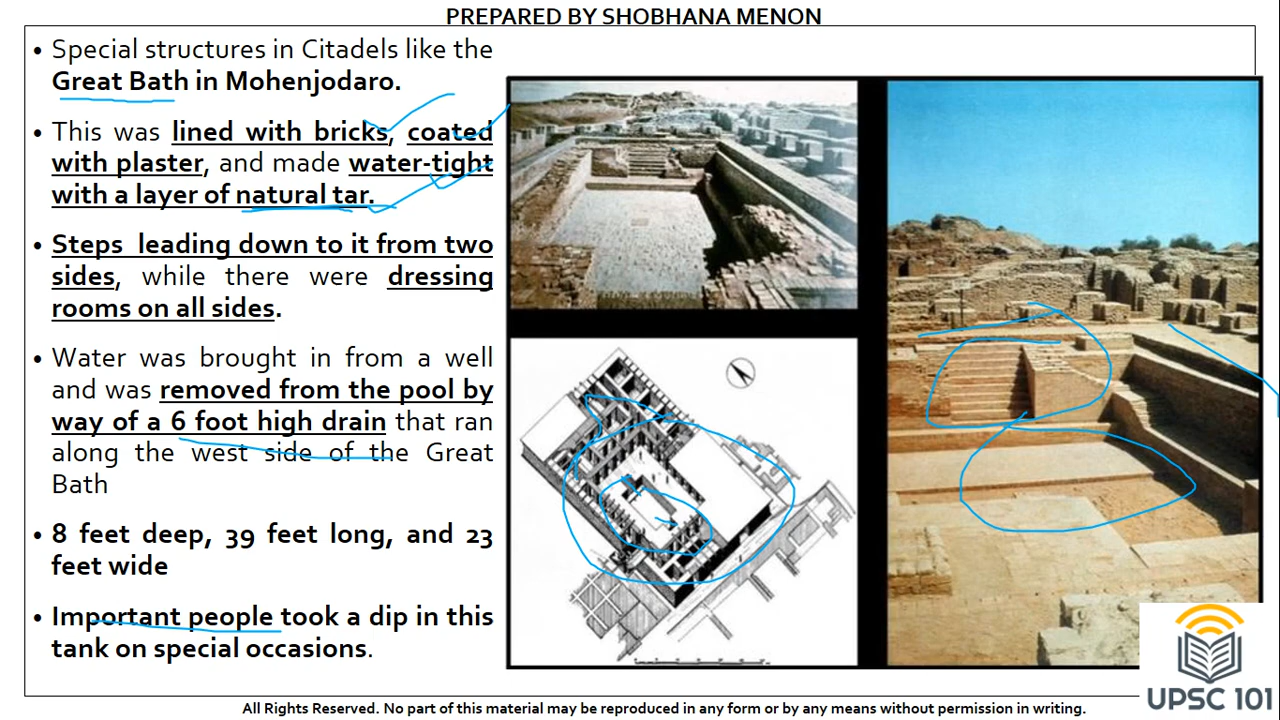 PREPARED BY SHOBHANA MENON
• Special structures in Citadels like the
Great Bath in Mohenjodaro.
• This was lined with bricks, coated
with plaster, and made water-tight
with a layer of natural tar.
• Steps leading down to it from two
sides, while there were dressing
rooms on all sides.
• Water was brought in from a well
and was removed from the pool by
way of a 6 foot high drain that ran
along the west side of the Great
Bath
• 8 feet deep, 39 feet long, and 23
feet wide
• Important people took a dip in this
tank on special occasions.
UPSC 101
All Rights Reserved. No part of this material may be reproduced in any form or by any means without permission in writing.